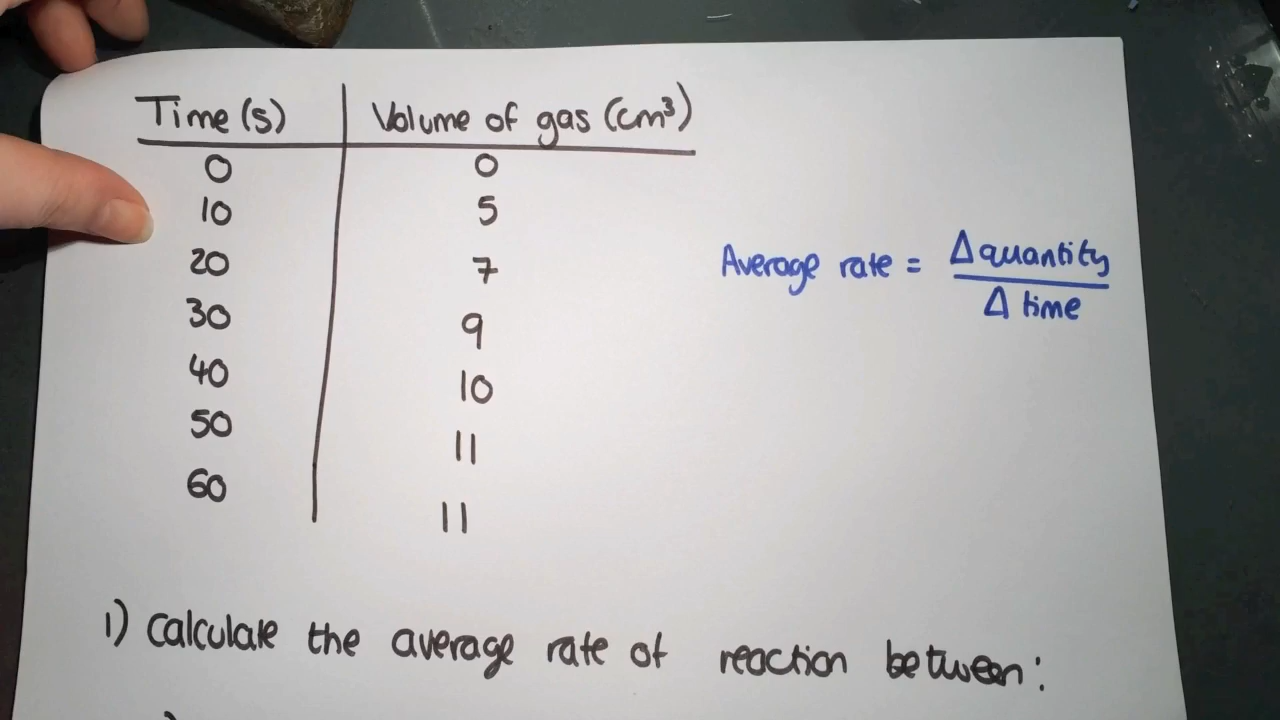 Time (s) Volume of gas (cm³)
0 0
10 5
20 7
30 9
40 10
50 11
60 11
Average rate = Δquantity
Δ time
1) Calculate the average rate of reaction between: